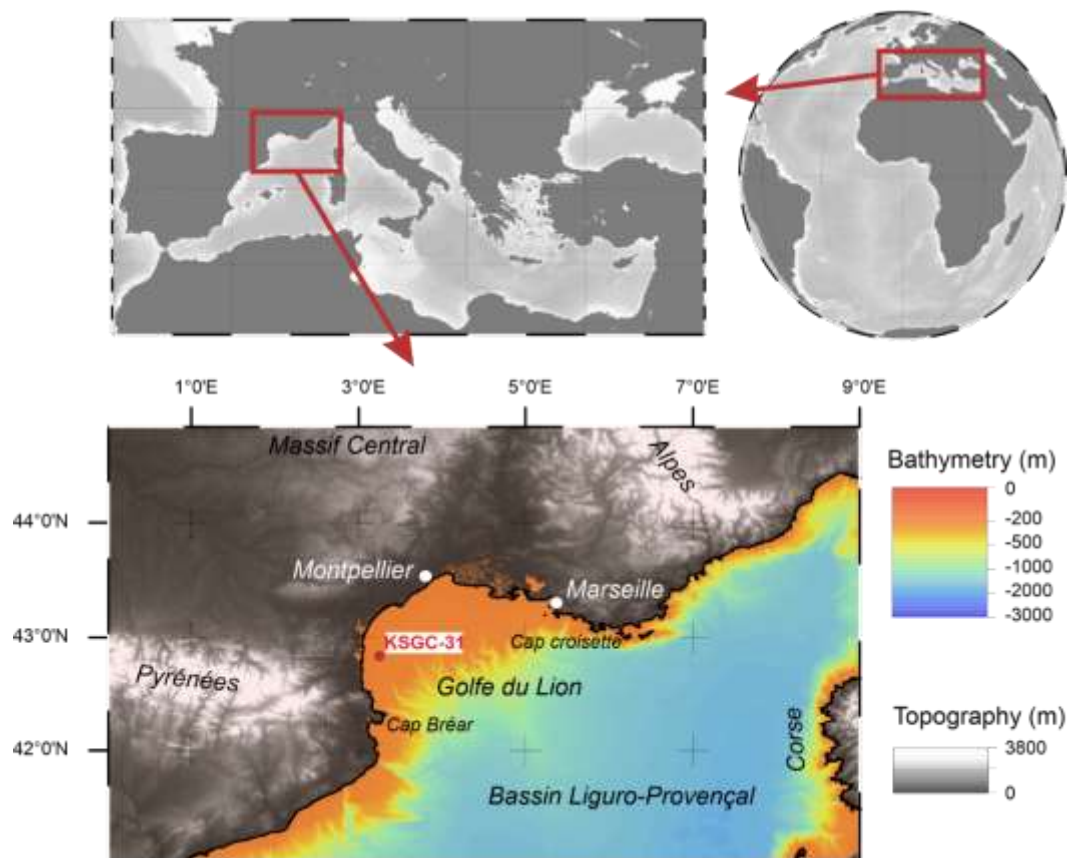 1°0'E 3°0'E 5°0'E 7°0'E 9°0'E
Massif Central
Alpes
Bathymetry (m)
0
-200
-500
-1000
-2000
-3000
44°0'N
Montpellier
Marseille
43°0'N
KSGC-31
Cap croisette
Pyrénées
Golfe du Lion
Cap Bréar
Corse
Topography (m)
3800
0
42°0'N
Bassin Liguro-Provençal